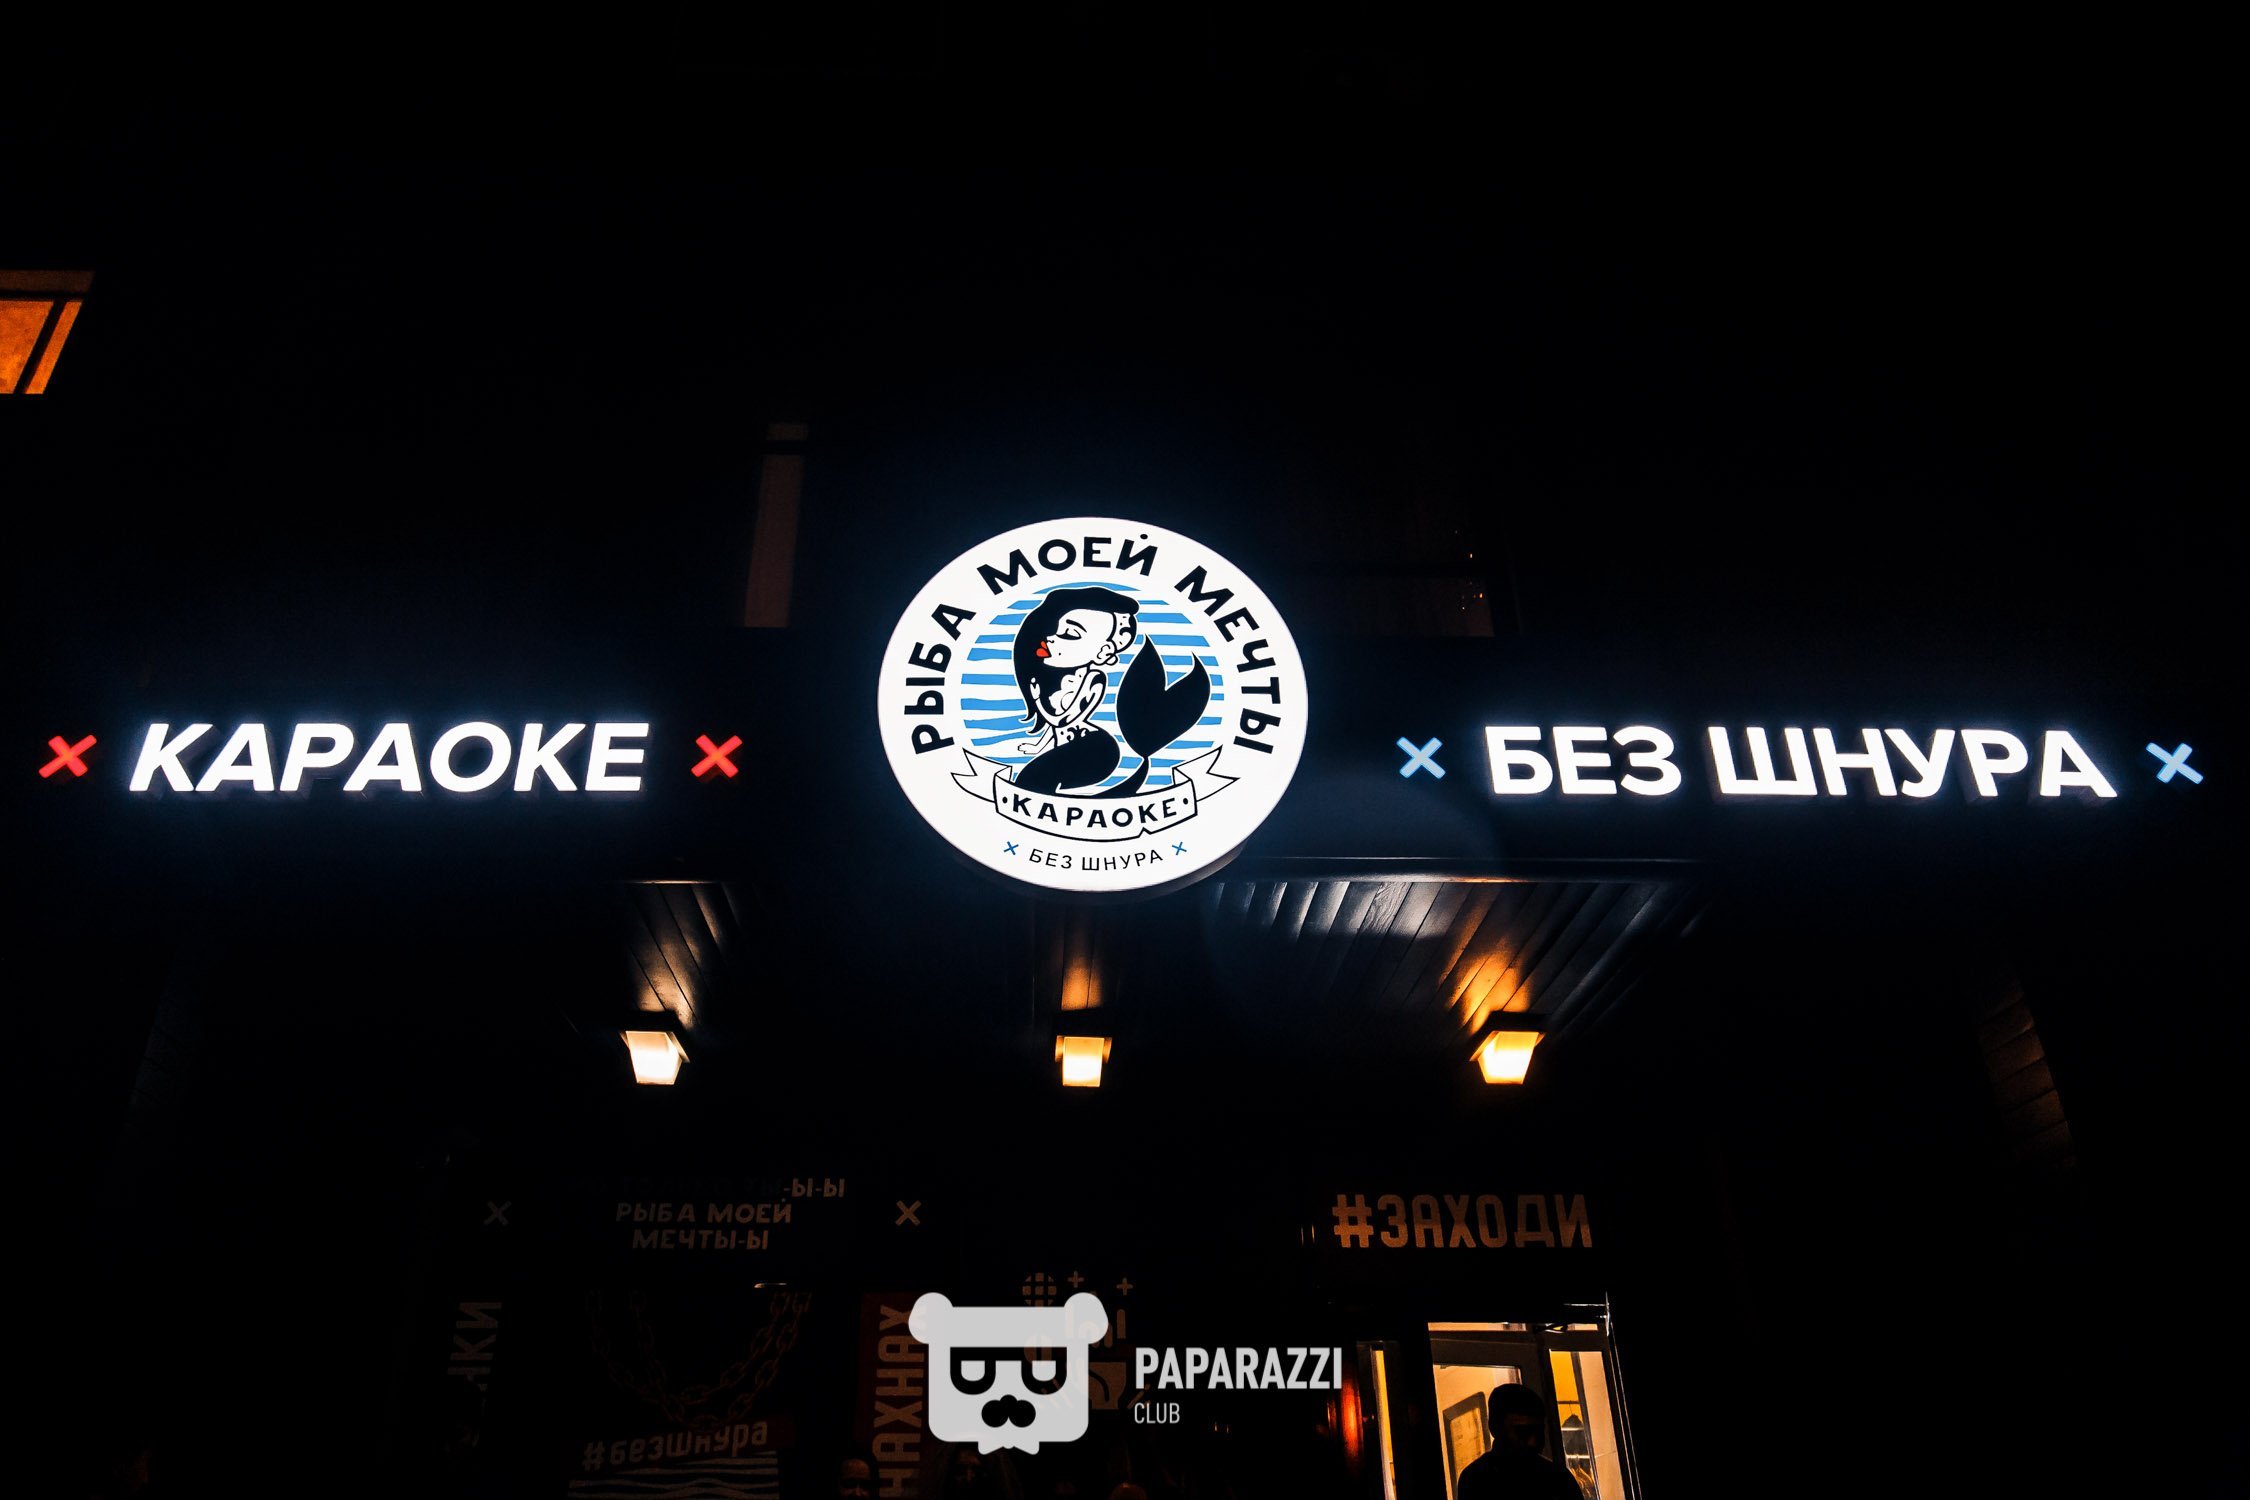 КАРАОКЕ
РЫБА МОЕЙ МЕЧТЫ
КАРАОКЕ
БЕЗ ШНУРА
БЕЗ ШНУРА
РЫБА МОЕЙ
МЕЧТЫ-Ы
#безшнура
#ЗАХОДИ
PAPARAZZI
CLUB